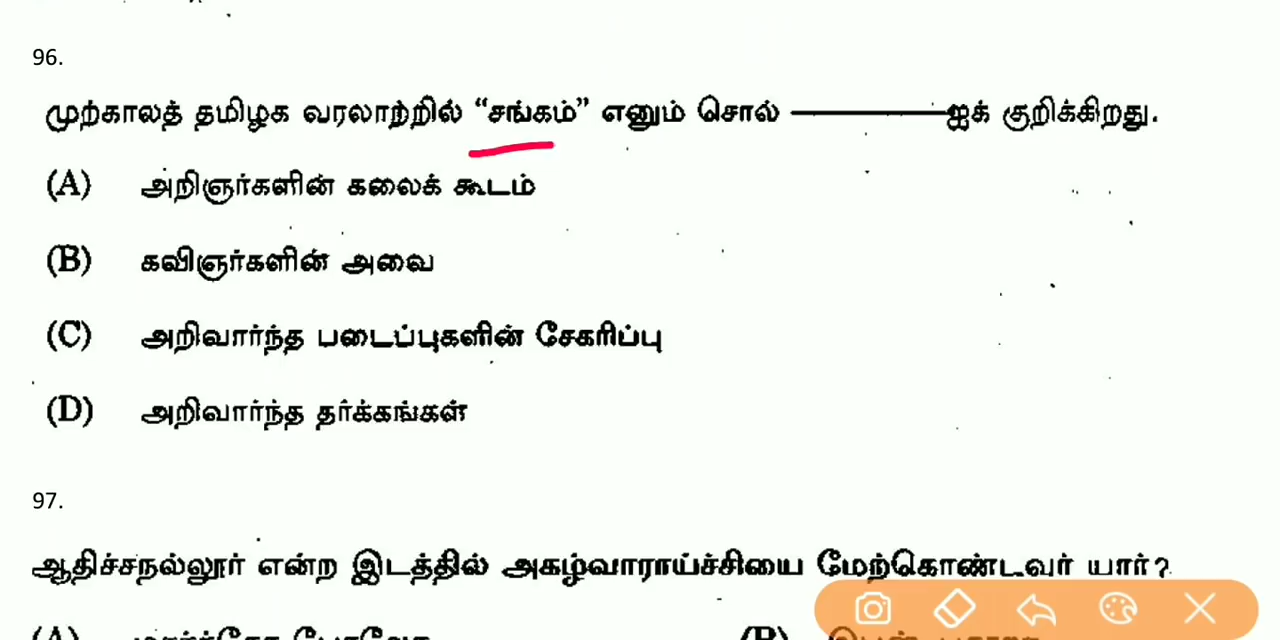 96.
முற்காலத் தமிழக வரலாற்றில் “சங்கம்” எனும் சொல் ————ஐக் குறிக்கிறது.
(A) அறிஞர்களின் கலைக் கூடம்
(B) கவிஞர்களின் அவை
(C) அறிவார்ந்த படைப்புகளின் சேகரிப்பு
(D) அறிவார்ந்த தர்க்கங்கள்
97.
ஆதிச்சநல்லூர் என்ற இடத்தில் அகழ்வாராய்ச்சியை மேற்கொண்டவர் யார்?
(A) (B)